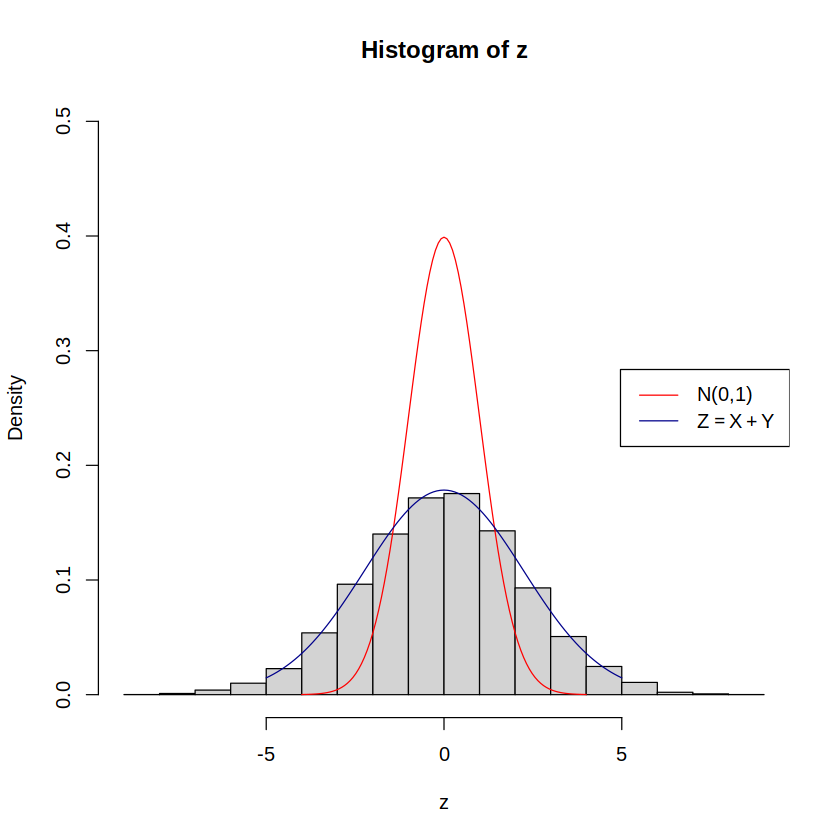 Histogram of z
0.5
0.4
0.3
0.2
0.1
0.0
Density
N(0,1)
Z = X + Y
-5 0 5
z